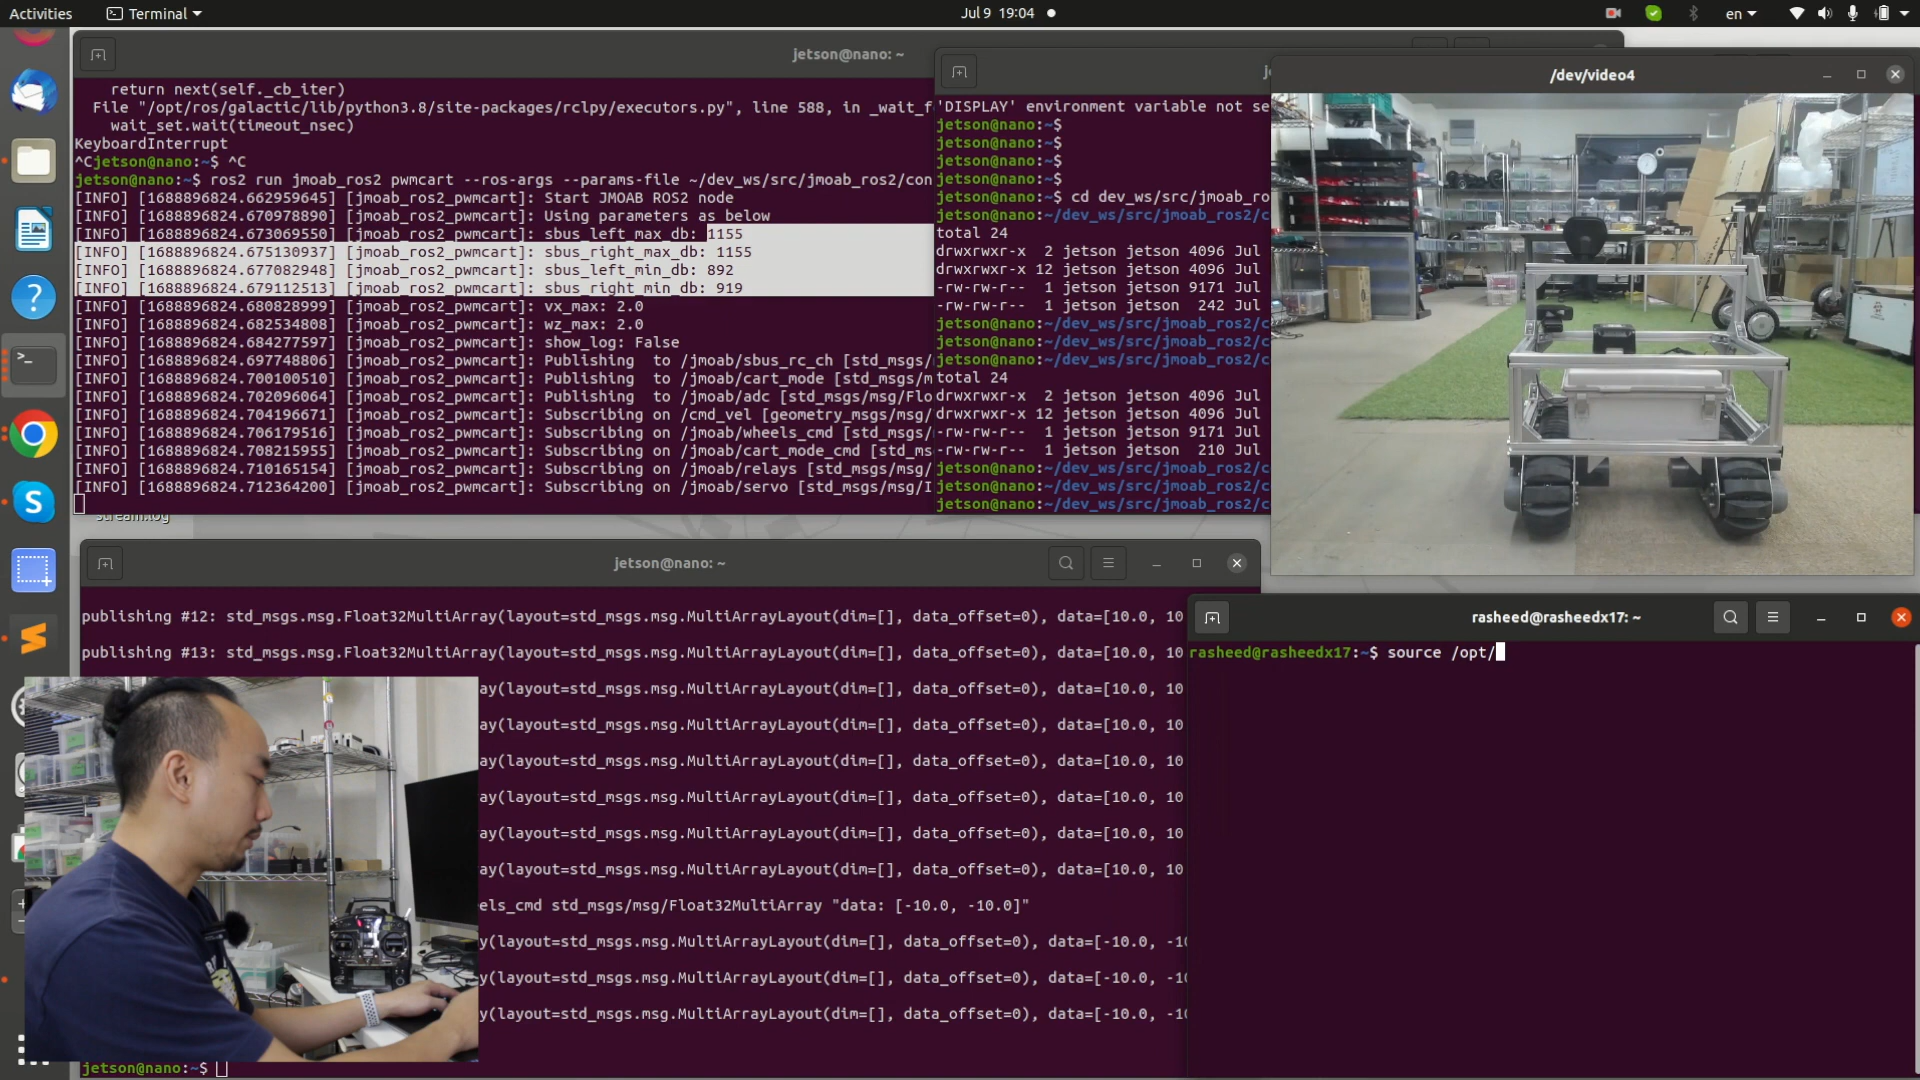 Activities
Terminal
Jul 9 19:04
en
jetson@nano: ~
return next(self._cb_iter)
File "/opt/ros/galactic/lib/python3.8/site-packages/rclpy/executors.py", line 588, in _wait_f
wait_set.wait(timeout_nsec)
KeyboardInterrupt
^Cjetson@nano:~$ ^C
jetson@nano:~$ ros2 run jmoab_ros2 pwmcart --ros-args --params-file ~/dev_ws/src/jmoab_ros2/con
[INFO] [1688896824.662959645] [jmoab_ros2_pwmcart]: Start JMOAB ROS2 node
[INFO] [1688896824.670978890] [jmoab_ros2_pwmcart]: Using parameters as below
[INFO] [1688896824.673069550] [jmoab_ros2_pwmcart]: sbus_left_max_db: 1155
[INFO] [1688896824.675130937] [jmoab_ros2_pwmcart]: sbus_right_max_db: 1155
[INFO] [1688896824.677082948] [jmoab_ros2_pwmcart]: sbus_left_min_db: 892
[INFO] [1688896824.679112513] [jmoab_ros2_pwmcart]: sbus_right_min_db: 919
[INFO] [1688896824.680828999] [jmoab_ros2_pwmcart]: vx_max: 2.0
[INFO] [1688896824.682534808] [jmoab_ros2_pwmcart]: wz_max: 2.0
[INFO] [1688896824.684277597] [jmoab_ros2_pwmcart]: show_log: False
[INFO] [1688896824.697748806] [jmoab_ros2_pwmcart]: Publishing  to /jmoab/sbus_rc_ch [std_msgs/
[INFO] [1688896824.700100510] [jmoab_ros2_pwmcart]: Publishing  to /jmoab/cart_mode [std_msgs/m
[INFO] [1688896824.702096064] [jmoab_ros2_pwmcart]: Publishing  to /jmoab/adc [std_msgs/msg/Flo
[INFO] [1688896824.704196671] [jmoab_ros2_pwmcart]: Subscribing on /cmd_vel [geometry_msgs/msg/
[INFO] [1688896824.706179516] [jmoab_ros2_pwmcart]: Subscribing on /jmoab/wheels_cmd [std_msgs/
[INFO] [1688896824.708215955] [jmoab_ros2_pwmcart]: Subscribing on /jmoab/cart_mode_cmd [std_ms
[INFO] [1688896824.710165154] [jmoab_ros2_pwmcart]: Subscribing on /jmoab/relays [std_msgs/msg/
[INFO] [1688896824.712364200] [jmoab_ros2_pwmcart]: Subscribing on /jmoab/servo [std_msgs/msg/I
stream.log
'DISPLAY' environment variable not se
jetson@nano:~$
jetson@nano:~$
jetson@nano:~$
jetson@nano:~$
jetson@nano:~$ cd dev_ws/src/jmoab_ro
jetson@nano:~/dev_ws/src/jmoab_ros2/c
total 24
drwxrwxr-x  2 jetson jetson 4096 Jul
drwxrwxr-x 12 jetson jetson 4096 Jul
-rw-rw-r--  1 jetson jetson 9171 Jul
-rw-rw-r--  1 jetson jetson  242 Jul
jetson@nano:~/dev_ws/src/jmoab_ros2/c
jetson@nano:~/dev_ws/src/jmoab_ros2/c
jetson@nano:~/dev_ws/src/jmoab_ros2/c
total 24
drwxrwxr-x  2 jetson jetson 4096 Jul
drwxrwxr-x 12 jetson jetson 4096 Jul
-rw-rw-r--  1 jetson jetson 9171 Jul
-rw-rw-r--  1 jetson jetson  210 Jul
jetson@nano:~/dev_ws/src/jmoab_ros2/c
jetson@nano:~/dev_ws/src/jmoab_ros2/c
jetson@nano:~/dev_ws/src/jmoab_ros2/c
/dev/video4
jetson@nano: ~
publishing #12: std_msgs.msg.Float32MultiArray(layout=std_msgs.msg.MultiArrayLayout(dim=[], data_offset=0), data=[10.0, 10
publishing #13: std_msgs.msg.Float32MultiArray(layout=std_msgs.msg.MultiArrayLayout(dim=[], data_offset=0), data=[10.0, 10
ay(layout=std_msgs.msg.MultiArrayLayout(dim=[], data_offset=0), data=[10.0, 10
ay(layout=std_msgs.msg.MultiArrayLayout(dim=[], data_offset=0), data=[10.0, 10
ay(layout=std_msgs.msg.MultiArrayLayout(dim=[], data_offset=0), data=[10.0, 10
ay(layout=std_msgs.msg.MultiArrayLayout(dim=[], data_offset=0), data=[10.0, 10
ay(layout=std_msgs.msg.MultiArrayLayout(dim=[], data_offset=0), data=[10.0, 10
ay(layout=std_msgs.msg.MultiArrayLayout(dim=[], data_offset=0), data=[10.0, 10
els_cmd std_msgs/msg/Float32MultiArray "data: [-10.0, -10.0]"
y(layout=std_msgs.msg.MultiArrayLayout(dim=[], data_offset=0), data=[-10.0, -10
y(layout=std_msgs.msg.MultiArrayLayout(dim=[], data_offset=0), data=[-10.0, -10
ay(layout=std_msgs.msg.MultiArrayLayout(dim=[], data_offset=0), data=[-10.0, -10
jetson@nano:~$
rasheed@rasheedx17: ~
rasheed@rasheedx17:~$ source /opt/